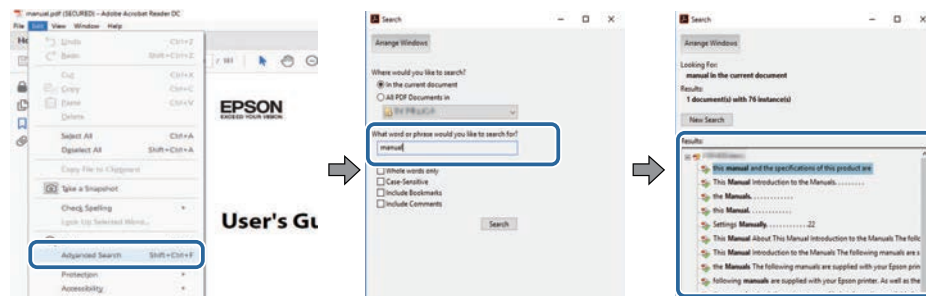 manual.pdf (SECURED) - Adobe Acrobat Reader DC
File Edit View Window Help
Undo Ctrl+Z
Redo Shift+Ctrl+Z
Cut Ctrl+X
Copy Ctrl+C
Paste Ctrl+V
Delete
Select All Ctrl+A
Deselect All Shift+Ctrl+A
Copy File to Clipboard
Take a Snapshot
Check Spelling
Look Up Selected Word...
Advanced Search Shift+Ctrl+F
Protection
Accessibility
/ 181
EPSON
EXCEED YOUR VISION
User's Gu
Search
Arrange Windows
Where would you like to search?
In the current document
All PDF Documents in
What word or phrase would you like to search for?
manual
Whole words only
Case-Sensitive
Include Bookmarks
Include Comments
Search
Search
Arrange Windows
Looking For:
manual in the current document
Results:
1 document(s) with 76 instance(s)
New Search
Results:
this manual and the specifications of this product are
This Manual Introduction to the Manuals.........
the Manuals.............
this Manual.............
Settings Manually.............22
This Manual About This Manual Introduction to the Manuals The follo
This Manual Introduction to the Manuals The following manuals are s
the Manuals The following manuals are supplied with your Epson prin
following manuals are supplied with your Epson printer. As well as the